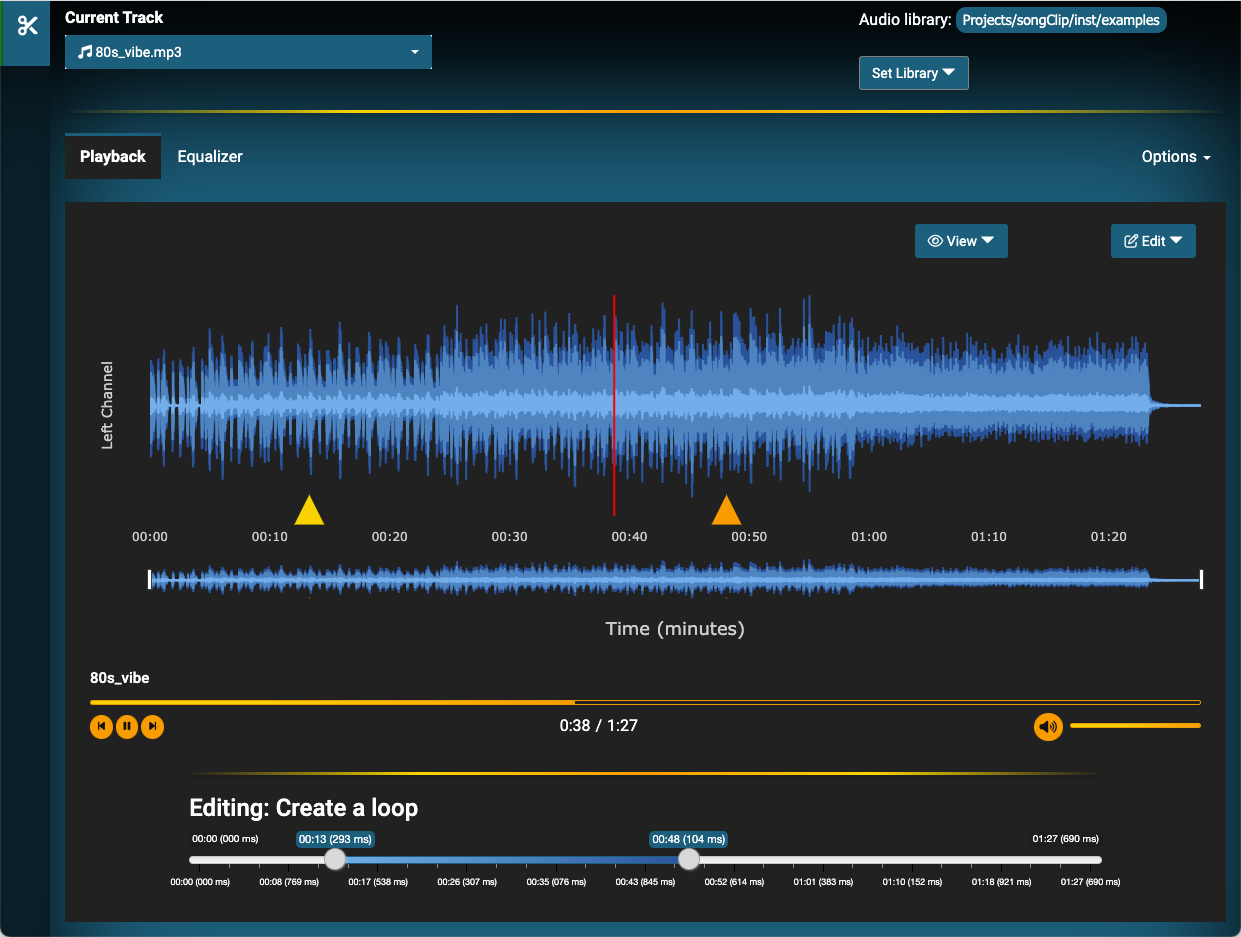 Current Track
Audio library: Projects/songClip/inst/examples
80s_vibe.mp3
Set Library
Playback Equalizer Options
View Edit
Left Channel
00:00 00:10 00:20 00:30 00:40 00:50 01:00 01:10 01:20
Time (minutes)
80s_vibe
0:38 / 1:27
Editing: Create a loop
00:00 (000 ms) 00:13 (293 ms) 00:48 (104 ms) 01:27 (690 ms)
00:00 (000 ms) 00:08 (769 ms) 00:17 (538 ms) 00:26 (307 ms) 00:35 (076 ms) 00:43 (845 ms) 00:52 (614 ms) 01:01 (383 ms) 01:10 (152 ms) 01:18 (921 ms) 01:27 (690 ms)